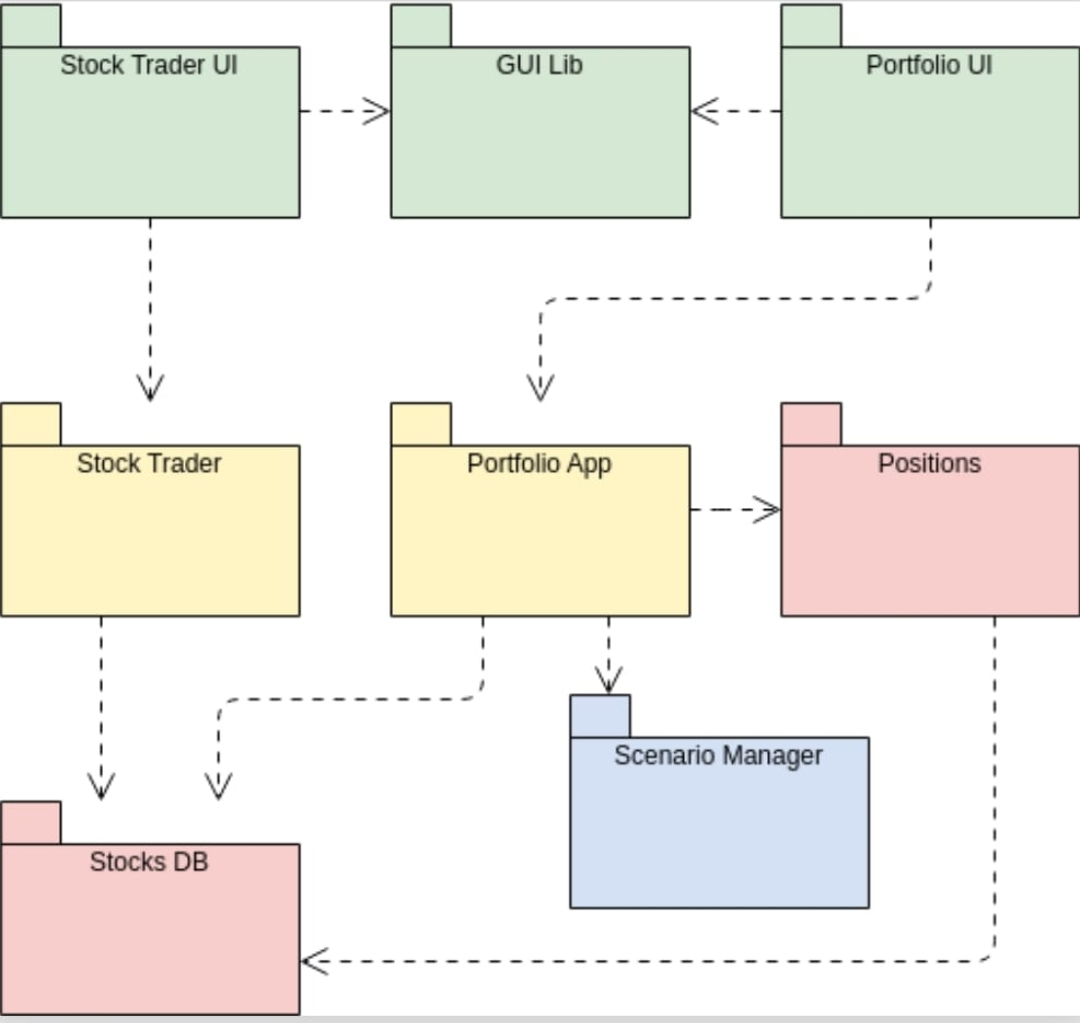 Stock Trader UI
GUI Lib
Portfolio UI
Stock Trader
Portfolio App
Positions
Scenario Manager
Stocks DB